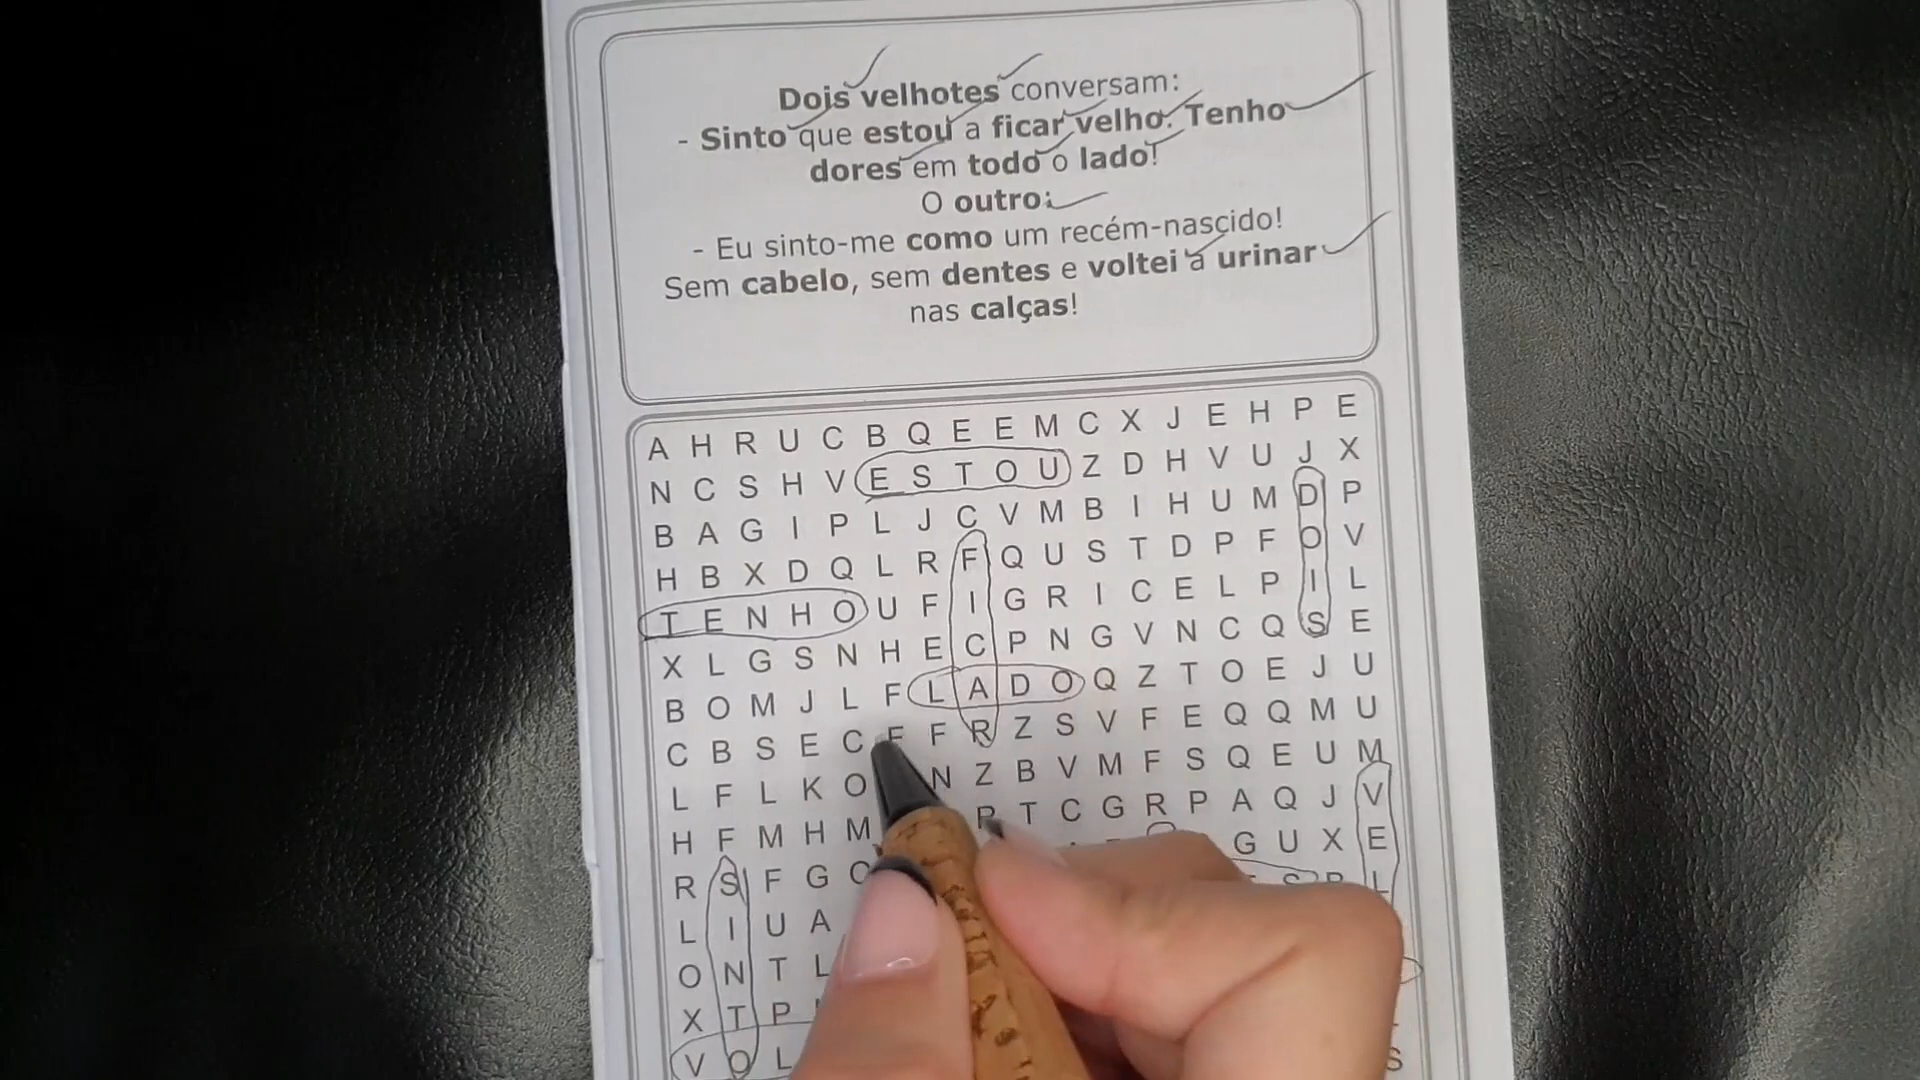 Dois velhotes conversam:
- Sinto que estou a ficar velho. Tenho
dores em todo o lado!
O outro:
- Eu sinto-me como um recém-nascido!
Sem cabelo, sem dentes e voltei a urinar
nas calças!
A H R U C B Q E E M C X J E H P E
N C S H V E S T O U Z D H V U J X
B A G I P L J C V M B I H U M D P
H B X D Q L R F Q U S T D P F O V
T E N H O U F I G R I C E L P I L
X L G S N H E C P N G V N C Q S E
B O M J L F L A D O Q Z T O E J U
C B S E C F F R Z S V F E Q Q M U
L F L K O N Z B V M F S Q E U M
H F M H M R T C G R P A Q J V
R S F G G U X E
L I U A
O N T L
X T P
V O L S